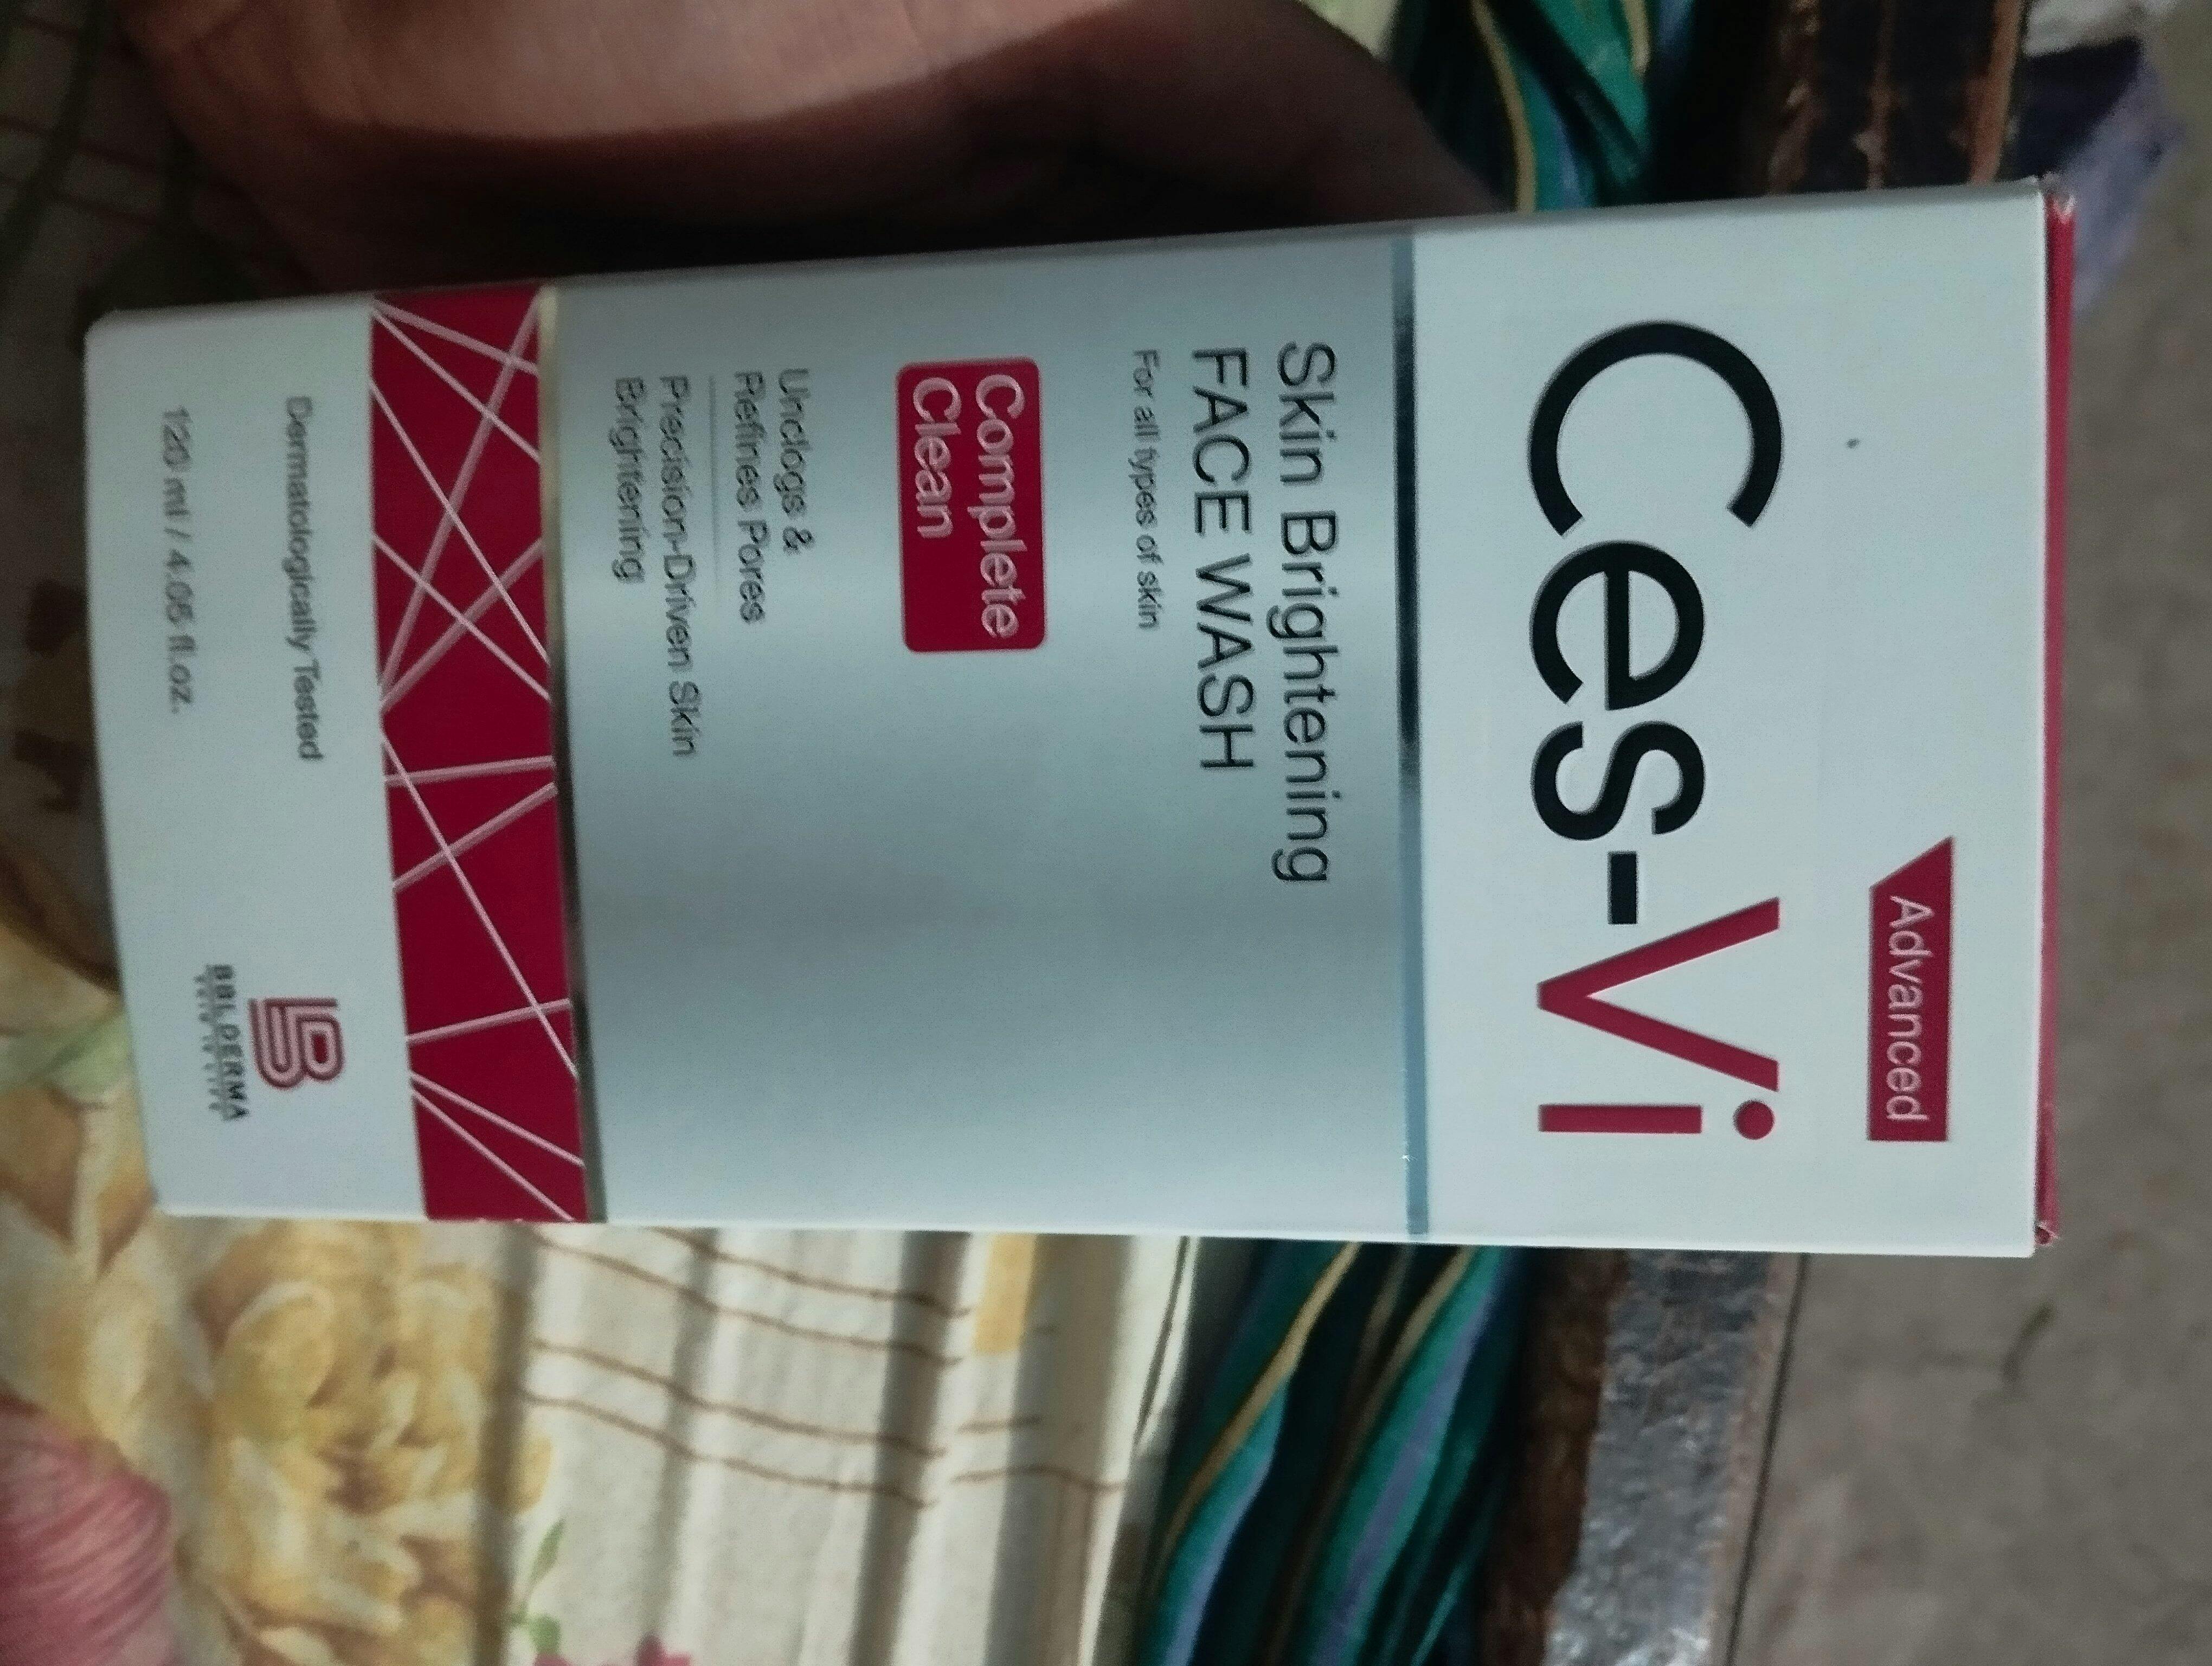 Advanced
Ces-Vi
Skin Brightening
FACE WASH
For all types of skin
Complete
Clean
Unclogs &
Refines Pores
Precision-Driven Skin
Brightening
Dermatologically Tested
120 ml / 4.05 fl.oz.
BBLDERMA